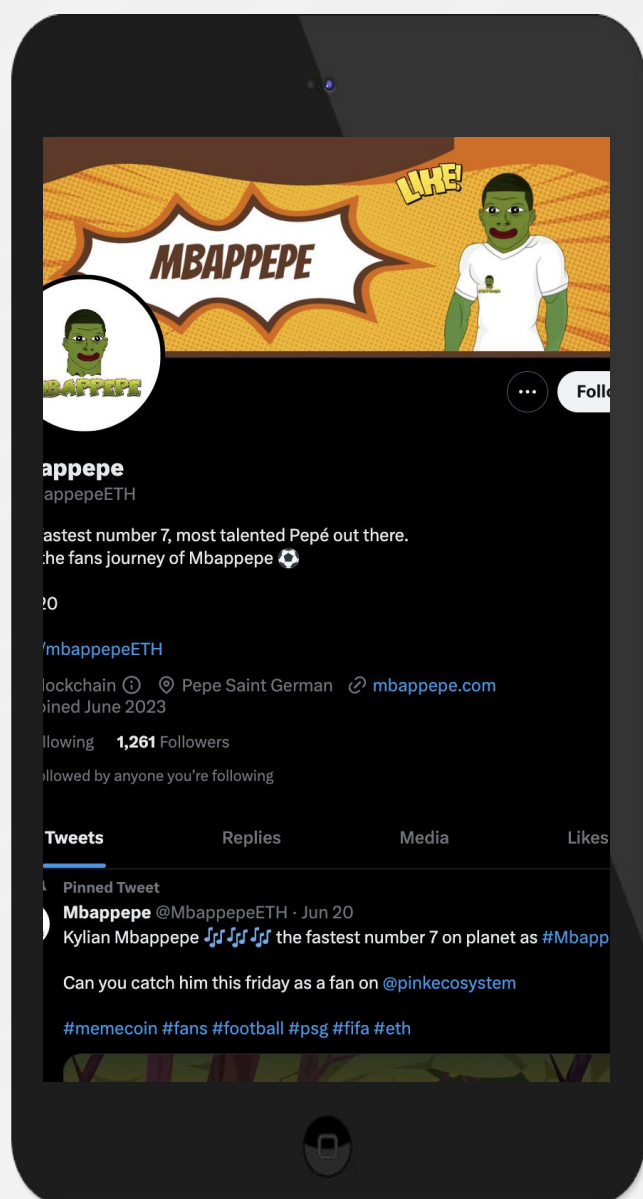 LIKE!
MBAPPEPE
MBAPPEPE
Follo
appepe
appepeETH
astest number 7, most talented Pepé out there.
the fans journey of Mbappepe ⚽
20
/mbappepeETH
lockchain Pepe Saint German mbappepe.com
ined June 2023
llowing 1,261 Followers
ollowed by anyone you're following
Tweets Replies Media Likes
Pinned Tweet
Mbappepe @MbappepeETH · Jun 20
Kylian Mbappepe 🎶🎶🎶 the fastest number 7 on planet as #Mbapp
Can you catch him this friday as a fan on @pinkecosystem
#memecoin #fans #football #psg #fifa #eth